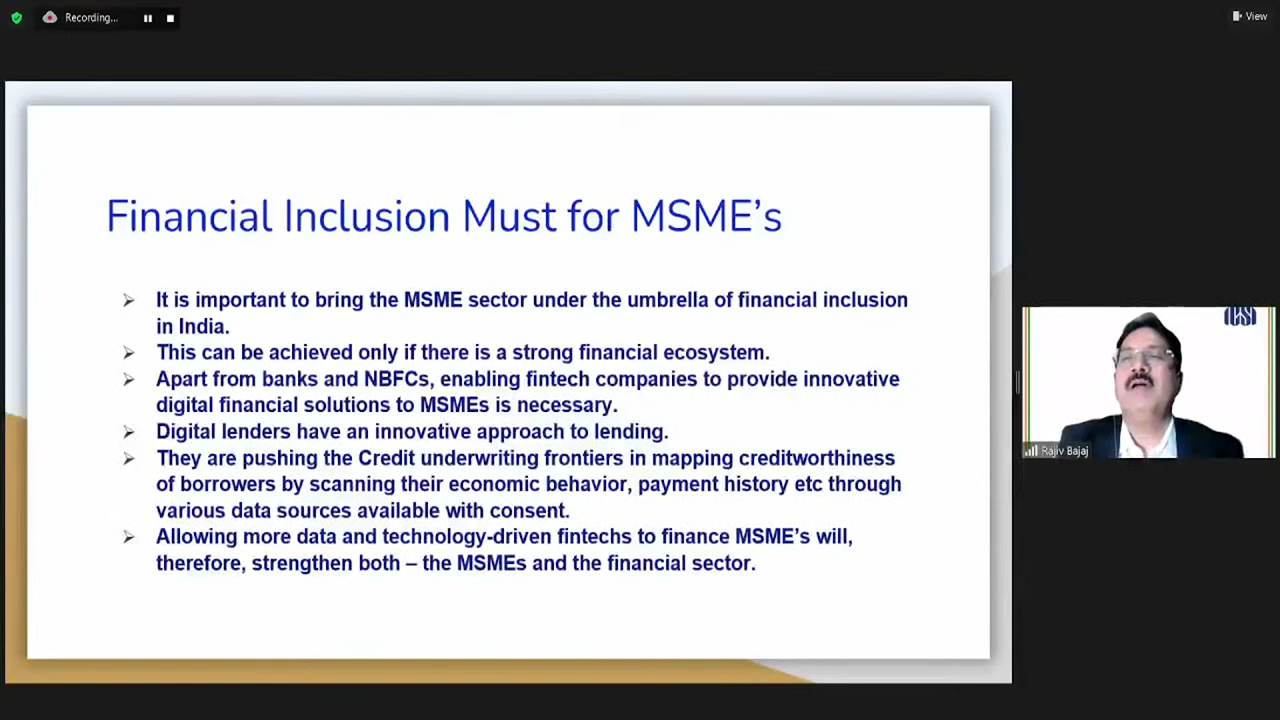 Recording...
View
Financial Inclusion Must for MSME's
It is important to bring the MSME sector under the umbrella of financial inclusion
in India.
This can be achieved only if there is a strong financial ecosystem.
Apart from banks and NBFCs, enabling fintech companies to provide innovative
digital financial solutions to MSMEs is necessary.
Digital lenders have an innovative approach to lending.
They are pushing the Credit underwriting frontiers in mapping creditworthiness
of borrowers by scanning their economic behavior, payment history etc through
various data sources available with consent.
Allowing more data and technology-driven fintechs to finance MSME's will,
therefore, strengthen both – the MSMEs and the financial sector.
Rajiv Bajaj